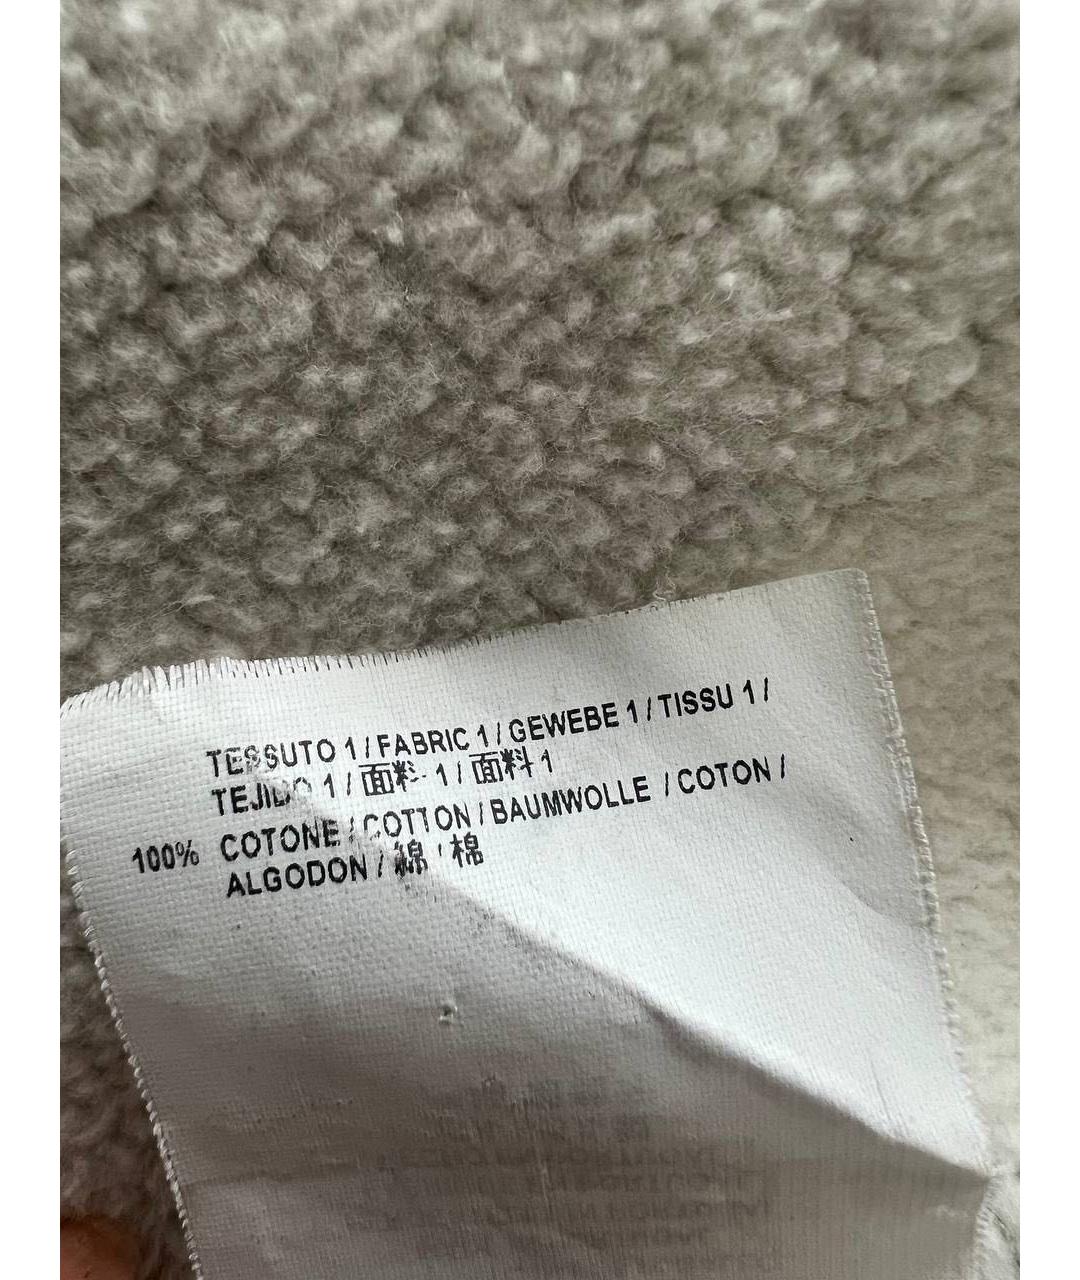 TESSUTO 1 / FABRIC 1 / GEWEBE 1 / TISSU 1 /
TEJIDO 1 / 面料 1 / 面料 1
100% COTONE / COTTON / BAUMWOLLE / COTON /
ALGODON / 綿 / 棉